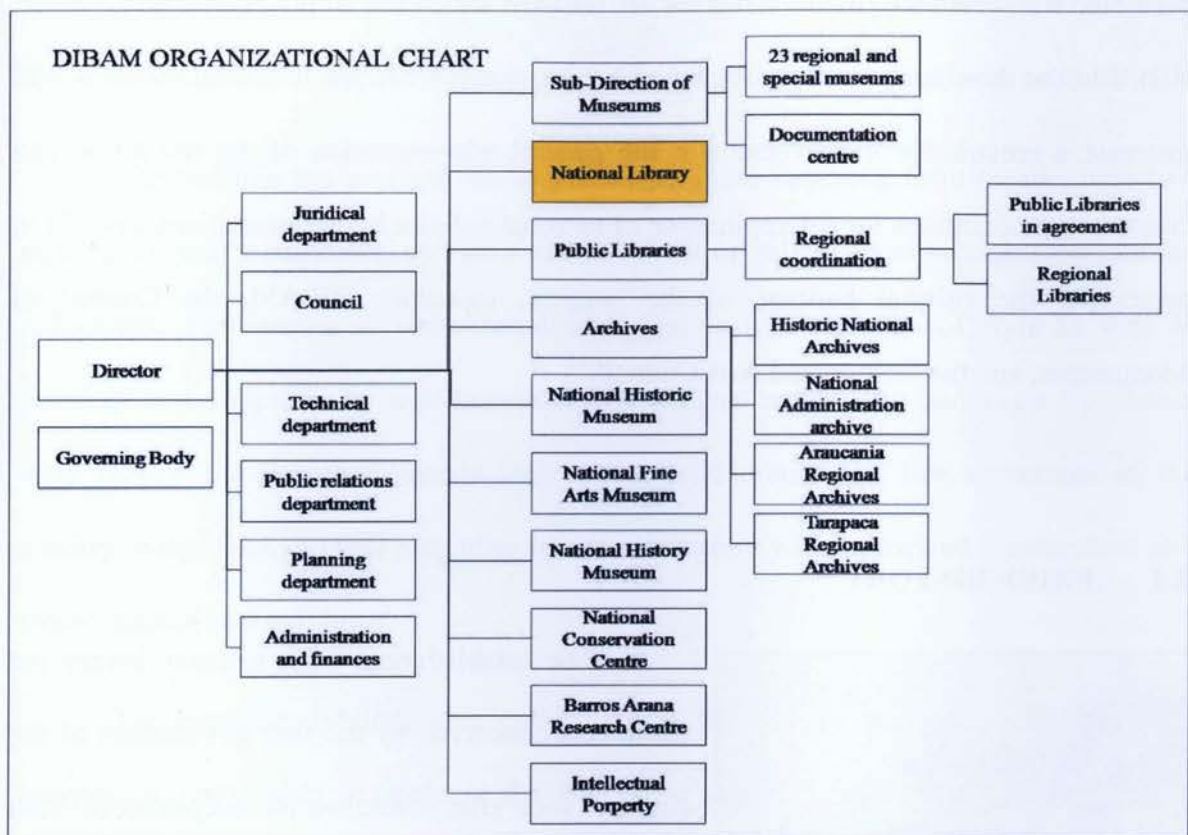 DIBAM ORGANIZATIONAL CHART
Sub-Direction of
Museums
23 regional and
special museums
Documentation
centre
National Library
Public Libraries
Regional
coordination
Public Libraries
in agreement
Regional
Libraries
Archives
Historic National
Archives
National
Administration
archive
Araucania
Regional
Archives
Tarapaca
Regional
Archives
Juridical
department
Council
Director
Governing Body
Technical
department
Public relations
department
Planning
department
Administration
and finances
National Historic
Museum
National Fine
Arts Museum
National History
Museum
National
Conservation
Centre
Barros Arana
Research Centre
Intellectual
Porperty